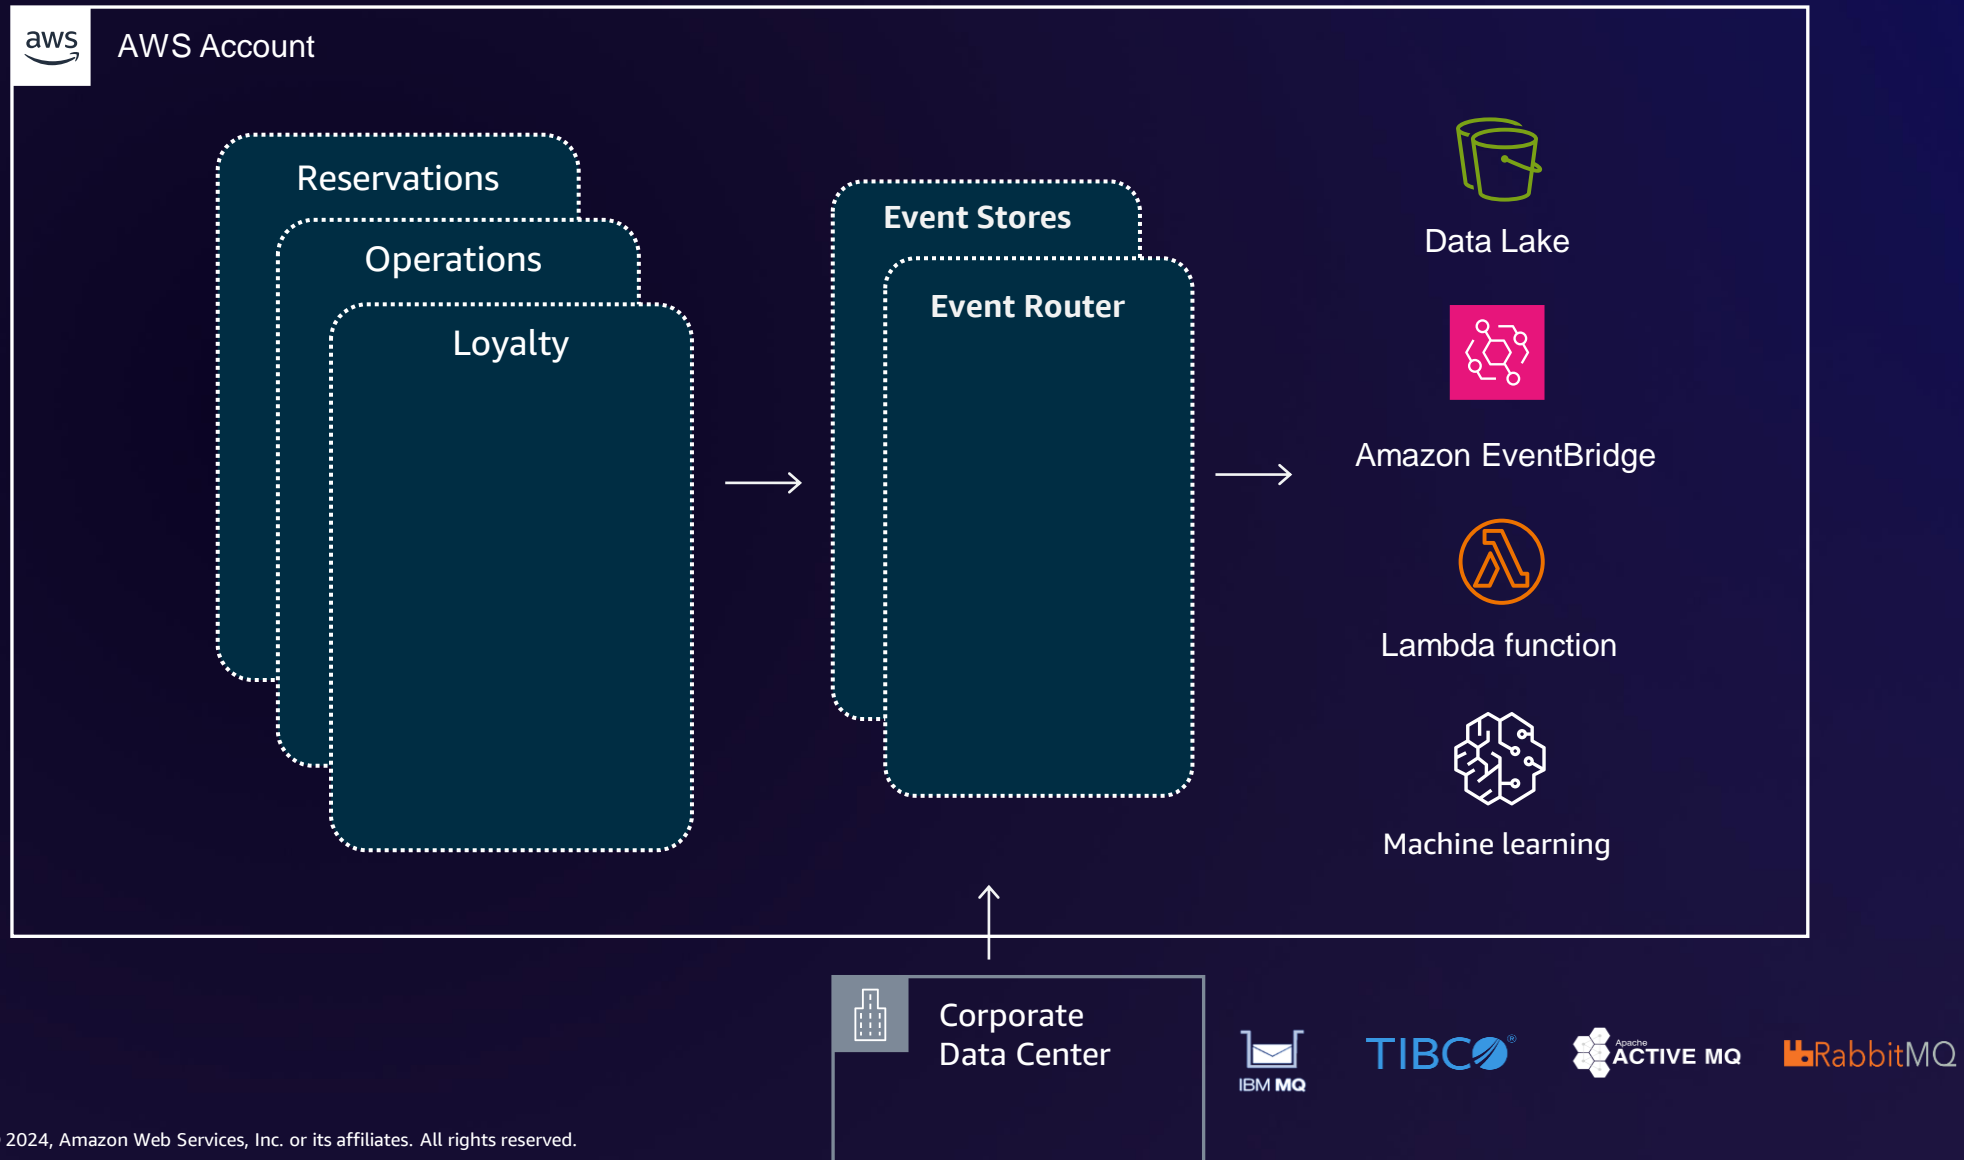 aws
AWS Account
Reservations
Operations
Loyalty
Event Stores
Event Router
Data Lake
Amazon EventBridge
Lambda function
Machine learning
Corporate
Data Center
IBM MQ
TIBCO®
Apache
ACTIVE MQ
RabbitMQ
2024, Amazon Web Services, Inc. or its affiliates. All rights reserved.